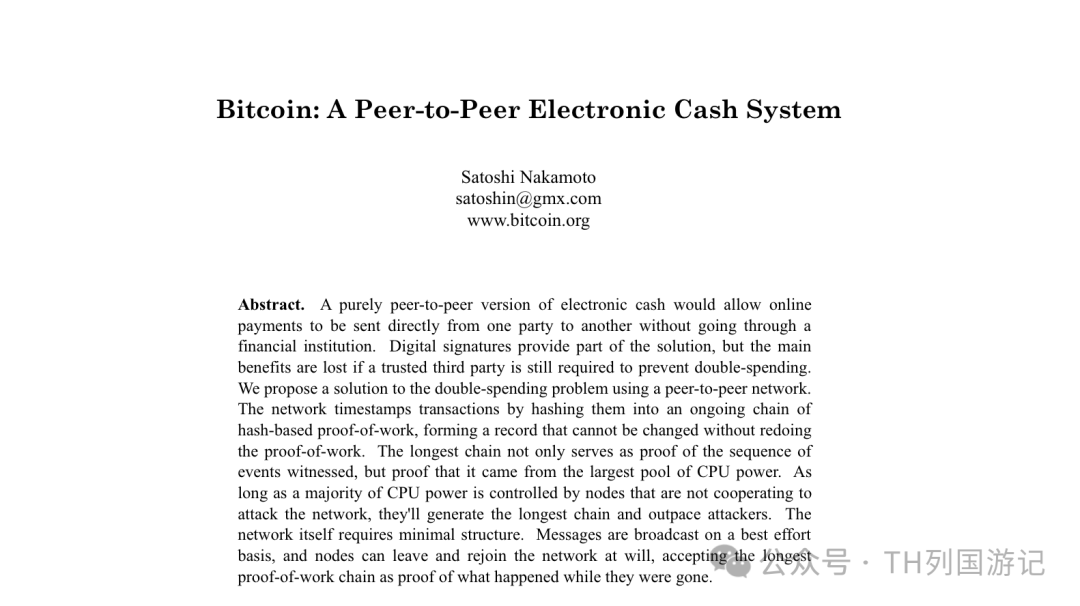 Bitcoin: A Peer-to-Peer Electronic Cash System
Satoshi Nakamoto
satoshin@gmx.com
www.bitcoin.org
Abstract. A purely peer-to-peer version of electronic cash would allow online
payments to be sent directly from one party to another without going through a
financial institution. Digital signatures provide part of the solution, but the main
benefits are lost if a trusted third party is still required to prevent double-spending.
We propose a solution to the double-spending problem using a peer-to-peer network.
The network timestamps transactions by hashing them into an ongoing chain of
hash-based proof-of-work, forming a record that cannot be changed without redoing
the proof-of-work. The longest chain not only serves as proof of the sequence of
events witnessed, but proof that it came from the largest pool of CPU power. As
long as a majority of CPU power is controlled by nodes that are not cooperating to
attack the network, they'll generate the longest chain and outpace attackers. The
network itself requires minimal structure. Messages are broadcast on a best effort
basis, and nodes can leave and rejoin the network at will, accepting the longest
proof-of-work chain as proof of what happened while they were gone.
公众号 · TH列国游记